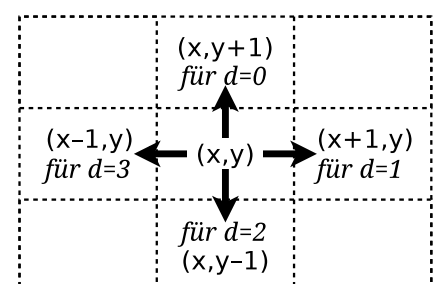 (x,y+1)
für d=0
(x–1,y)
für d=3
(x,y)
(x+1,y)
für d=1
für d=2
(x,y–1)